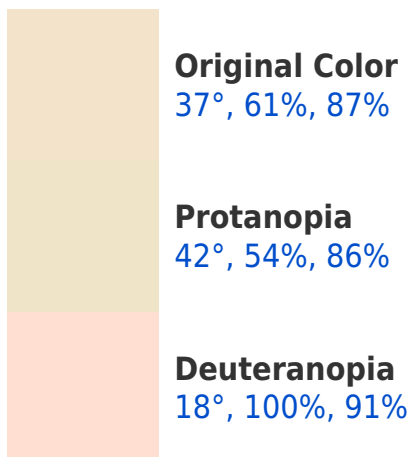 Original Color
37°, 61%, 87%
Protanopia
42°, 54%, 86%
Deuteranopia
18°, 100%, 91%